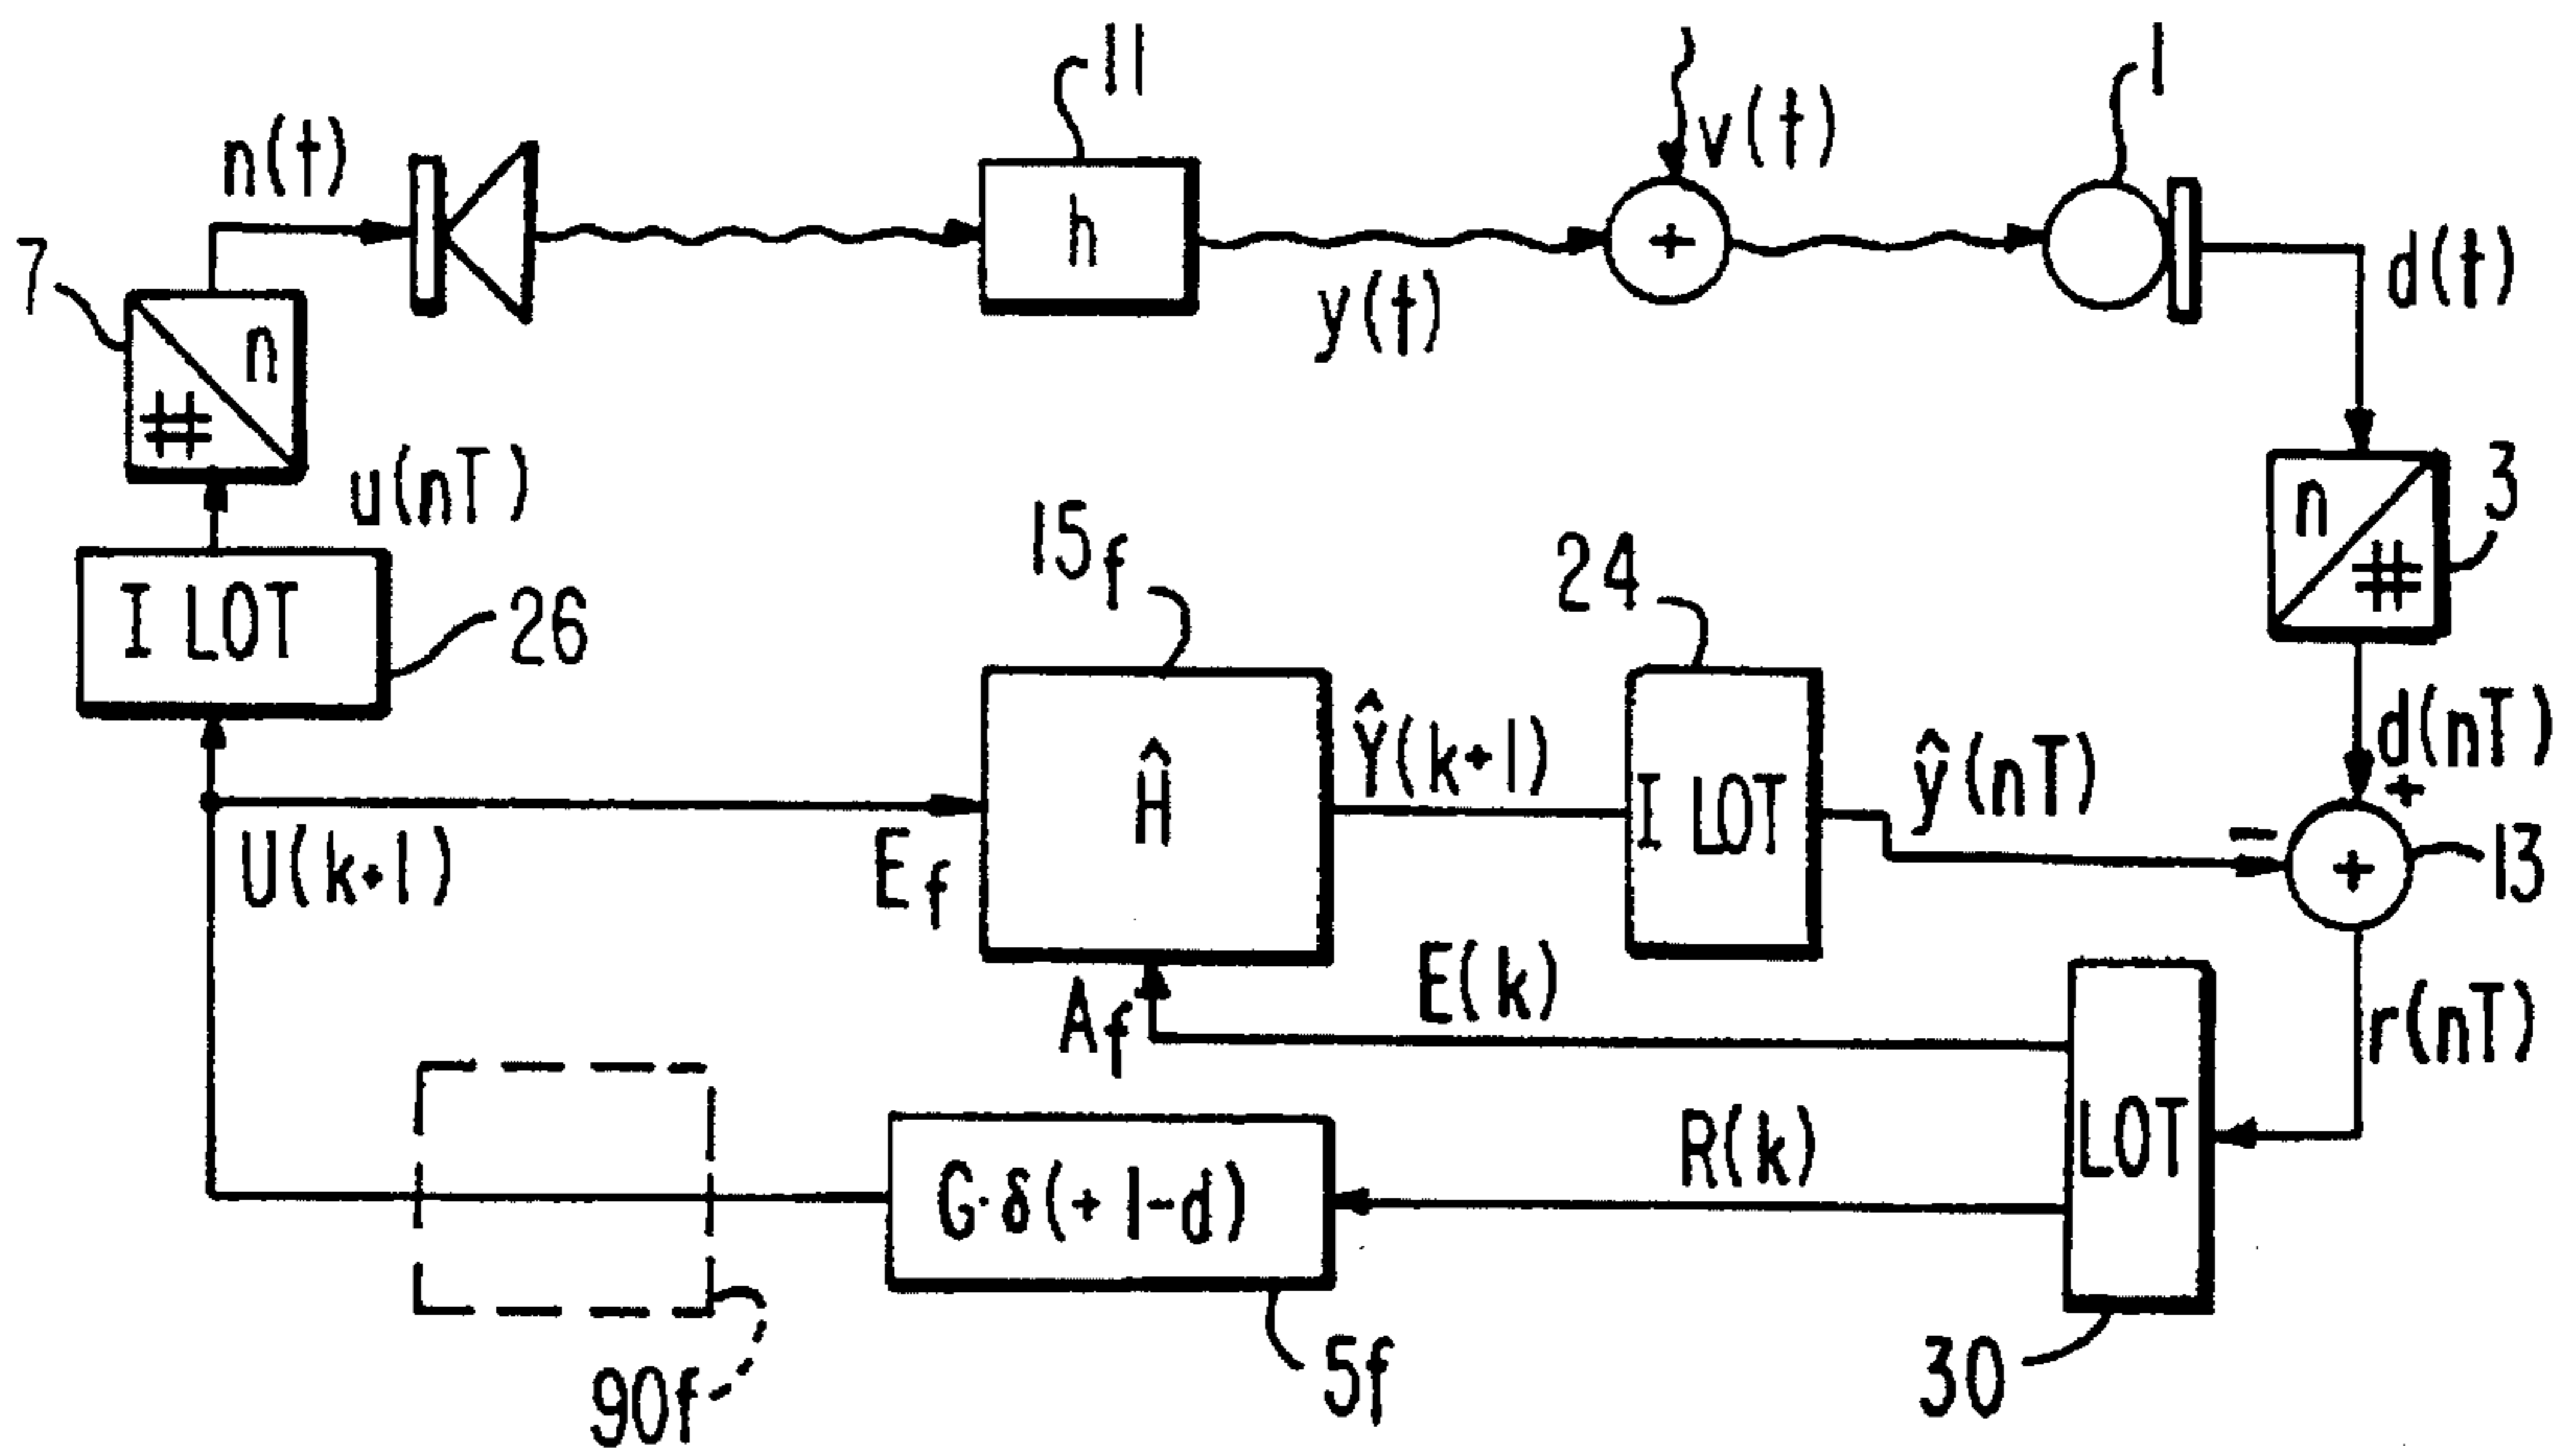 11
1
n(t)
v(t)
h
+
y(t)
d(t)
7
n
#
u(nT)
3
n
#
15f
24
I LOT
26
d(nT)
Ĥ
Ŷ(k+1)
I LOT
ŷ(nT)
+
−
+
13
U(k+1)
Ef
E(k)
Af
r(nT)
R(k)
LOT
G·δ(+1-d)
5f
30
90f